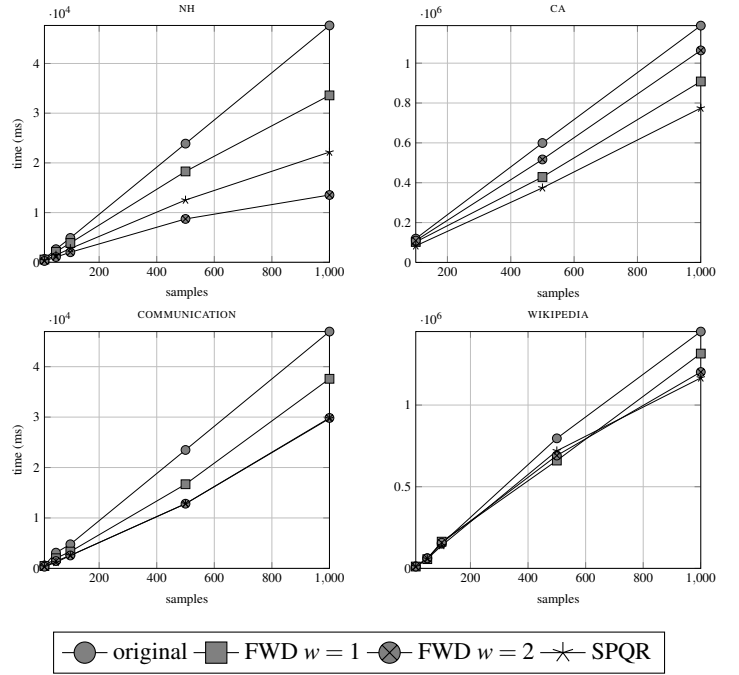 NH
·10^4
time (ms)
4
3
2
1
0
200 400 600 800 1,000
samples
CA
·10^6
1
0.8
0.6
0.4
0.2
0
200 400 600 800 1,000
samples
COMMUNICATION
·10^4
time (ms)
4
3
2
1
0
200 400 600 800 1,000
samples
WIKIPEDIA
·10^6
1
0.5
0
200 400 600 800 1,000
samples
original FWD w = 1 FWD w = 2 SPQR